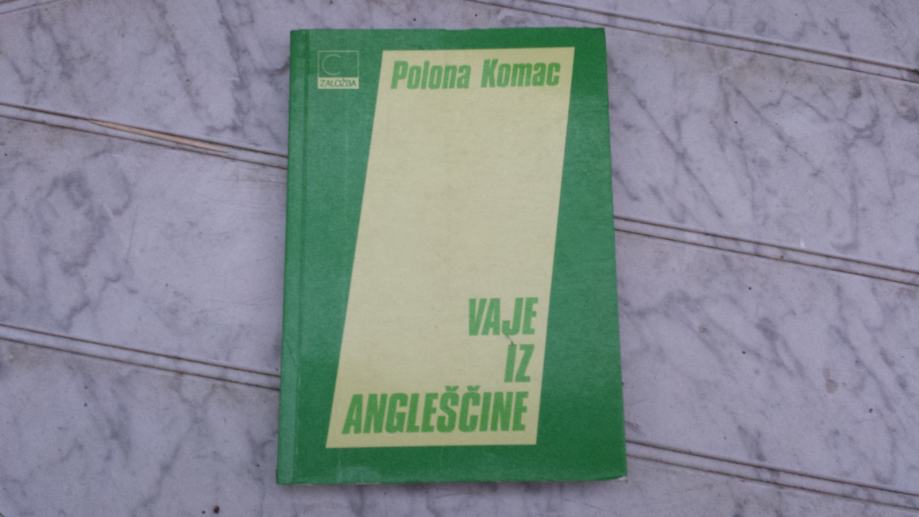 C
ZALOŽBA
Polona Komac
VAJE
IZ
ANGLEŠČINE